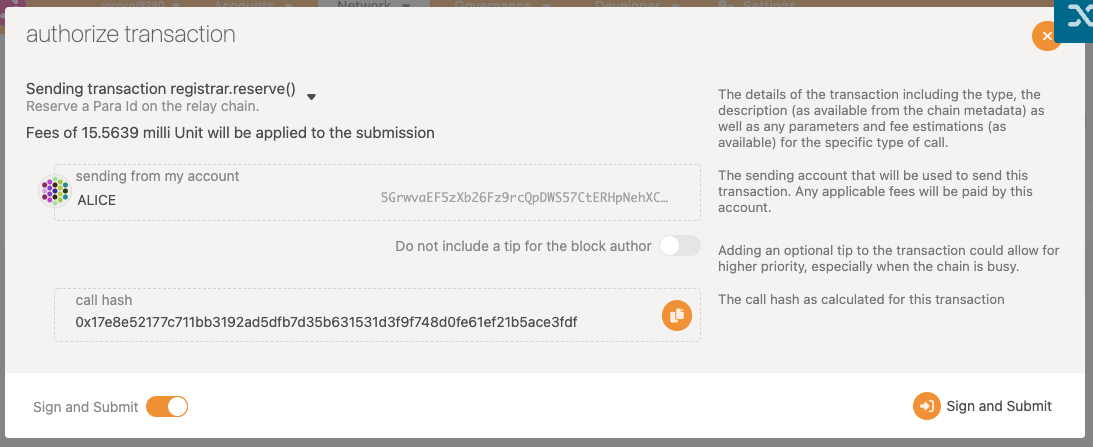 rococo9280 Accounts Network Governance Developer Settings
authorize transaction
Sending transaction registrar.reserve()
Reserve a Para Id on the relay chain.
Fees of 15.5639 milli Unit will be applied to the submission
The details of the transaction including the type, the
description (as available from the chain metadata) as
well as any parameters and fee estimations (as
available) for the specific type of call.
sending from my account
ALICE
5GrwvaEF5zXb26Fz9rcQpDWS57CtERHpNehXC…
The sending account that will be used to send this
transaction. Any applicable fees will be paid by this
account.
Do not include a tip for the block author
Adding an optional tip to the transaction could allow for
higher priority, especially when the chain is busy.
call hash
0x17e8e52177c711bb3192ad5dfb7d35b631531d3f9f748d0fe61ef21b5ace3fdf
The call hash as calculated for this transaction
Sign and Submit
Sign and Submit